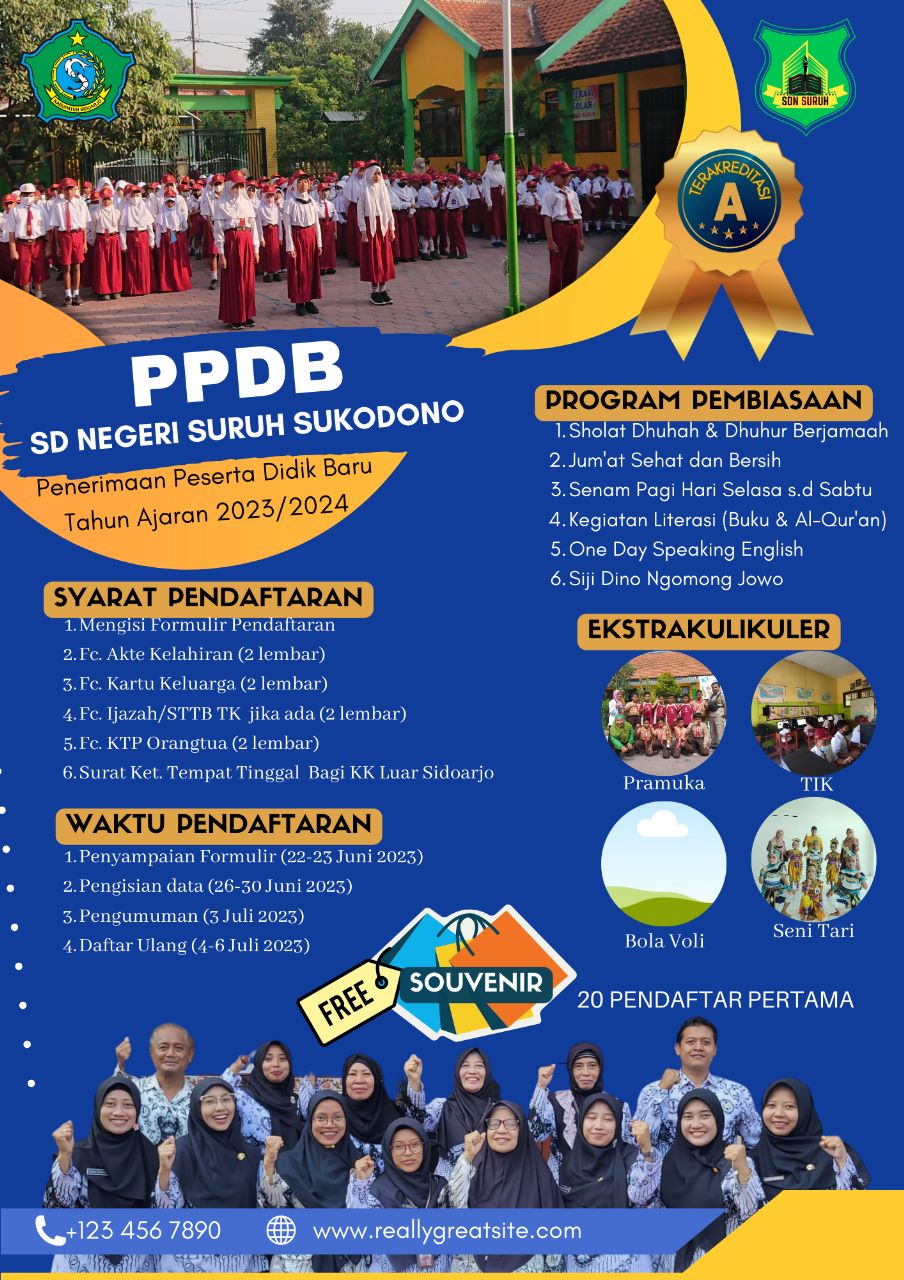 KABUPATEN SIDOARJO
SDN SURUH
TERAKREDITASI
A
PPDB
SD NEGERI SURUH SUKODONO
Penerimaan Peserta Didik Baru
Tahun Ajaran 2023/2024
SYARAT PENDAFTARAN
1. Mengisi Formulir Pendaftaran
2. Fc. Akte Kelahiran (2 lembar)
3. Fc. Kartu Keluarga (2 lembar)
4. Fc. Ijazah/STTB TK jika ada (2 lembar)
5. Fc. KTP Orangtua (2 lembar)
6. Surat Ket. Tempat Tinggal Bagi KK Luar Sidoarjo
WAKTU PENDAFTARAN
1. Penyampaian Formulir (22-23 Juni 2023)
2. Pengisian data (26-30 Juni 2023)
3. Pengumuman (3 Juli 2023)
4. Daftar Ulang (4-6 Juli 2023)
PROGRAM PEMBIASAAN
1. Sholat Dhuhah & Dhuhur Berjamaah
2. Jum'at Sehat dan Bersih
3. Senam Pagi Hari Selasa s.d Sabtu
4. Kegiatan Literasi (Buku & Al-Qur'an)
5. One Day Speaking English
6. Siji Dino Ngomong Jowo
EKSTRAKULIKULER
Pramuka
TIK
Bola Voli
Seni Tari
FREE
SOUVENIR
20 PENDAFTAR PERTAMA
+123 456 7890
www.reallygreatsite.com